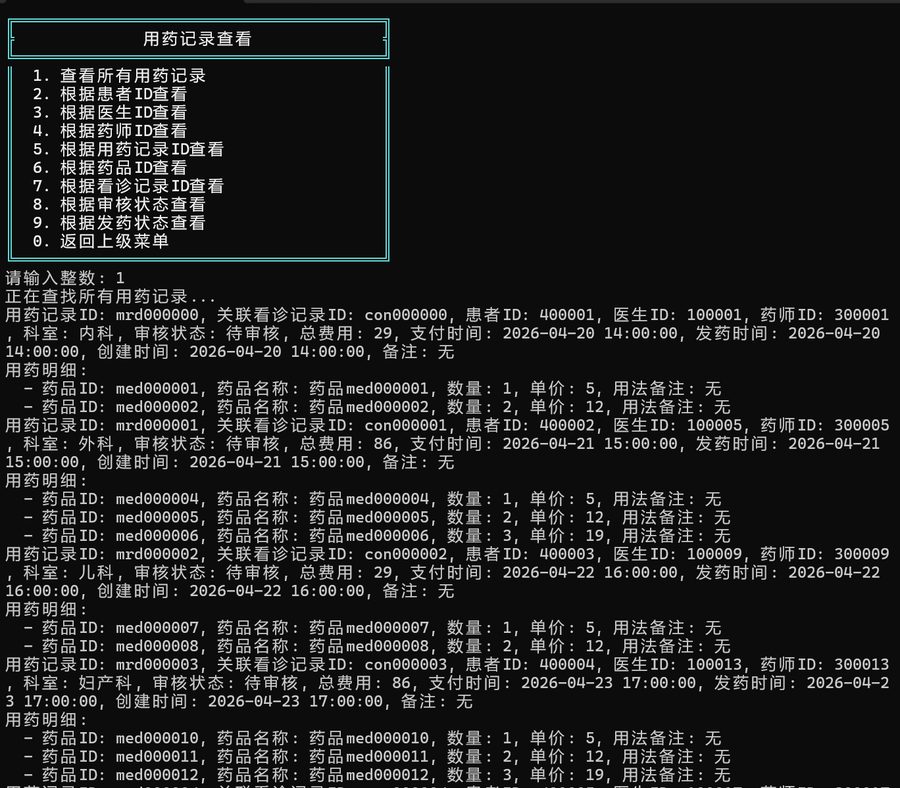 用药记录查看
1. 查看所有用药记录
2. 根据患者ID查看
3. 根据医生ID查看
4. 根据药师ID查看
5. 根据用药记录ID查看
6. 根据药品ID查看
7. 根据看诊记录ID查看
8. 根据审核状态查看
9. 根据发药状态查看
0. 返回上级菜单
请输入整数: 1
正在查找所有用药记录...
用药记录ID: mrd000000, 关联看诊记录ID: con000000, 患者ID: 400001, 医生ID: 100001, 药师ID: 300001
, 科室: 内科, 审核状态: 待审核, 总费用: 29, 支付时间: 2026-04-20 14:00:00, 发药时间: 2026-04-20
14:00:00, 创建时间: 2026-04-20 14:00:00, 备注: 无
用药明细:
- 药品ID: med000001, 药品名称: 药品med000001, 数量: 1, 单价: 5, 用法备注: 无
- 药品ID: med000002, 药品名称: 药品med000002, 数量: 2, 单价: 12, 用法备注: 无
用药记录ID: mrd000001, 关联看诊记录ID: con000001, 患者ID: 400002, 医生ID: 100005, 药师ID: 300005
, 科室: 外科, 审核状态: 待审核, 总费用: 86, 支付时间: 2026-04-21 15:00:00, 发药时间: 2026-04-21
15:00:00, 创建时间: 2026-04-21 15:00:00, 备注: 无
用药明细:
- 药品ID: med000004, 药品名称: 药品med000004, 数量: 1, 单价: 5, 用法备注: 无
- 药品ID: med000005, 药品名称: 药品med000005, 数量: 2, 单价: 12, 用法备注: 无
- 药品ID: med000006, 药品名称: 药品med000006, 数量: 3, 单价: 19, 用法备注: 无
用药记录ID: mrd000002, 关联看诊记录ID: con000002, 患者ID: 400003, 医生ID: 100009, 药师ID: 300009
, 科室: 儿科, 审核状态: 待审核, 总费用: 29, 支付时间: 2026-04-22 16:00:00, 发药时间: 2026-04-22
16:00:00, 创建时间: 2026-04-22 16:00:00, 备注: 无
用药明细:
- 药品ID: med000007, 药品名称: 药品med000007, 数量: 1, 单价: 5, 用法备注: 无
- 药品ID: med000008, 药品名称: 药品med000008, 数量: 2, 单价: 12, 用法备注: 无
用药记录ID: mrd000003, 关联看诊记录ID: con000003, 患者ID: 400004, 医生ID: 100013, 药师ID: 300013
, 科室: 妇产科, 审核状态: 待审核, 总费用: 86, 支付时间: 2026-04-23 17:00:00, 发药时间: 2026-04-2
3 17:00:00, 创建时间: 2026-04-23 17:00:00, 备注: 无
用药明细:
- 药品ID: med000010, 药品名称: 药品med000010, 数量: 1, 单价: 5, 用法备注: 无
- 药品ID: med000011, 药品名称: 药品med000011, 数量: 2, 单价: 12, 用法备注: 无
- 药品ID: med000012, 药品名称: 药品med000012, 数量: 3, 单价: 19, 用法备注: 无